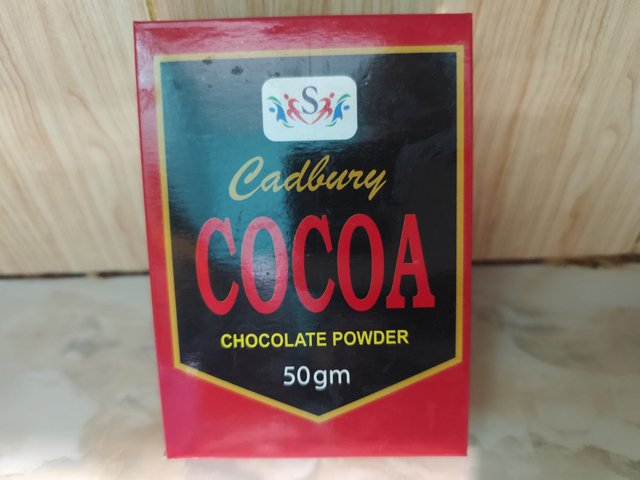 S
Cadbury
COCOA
CHOCOLATE POWDER
50gm